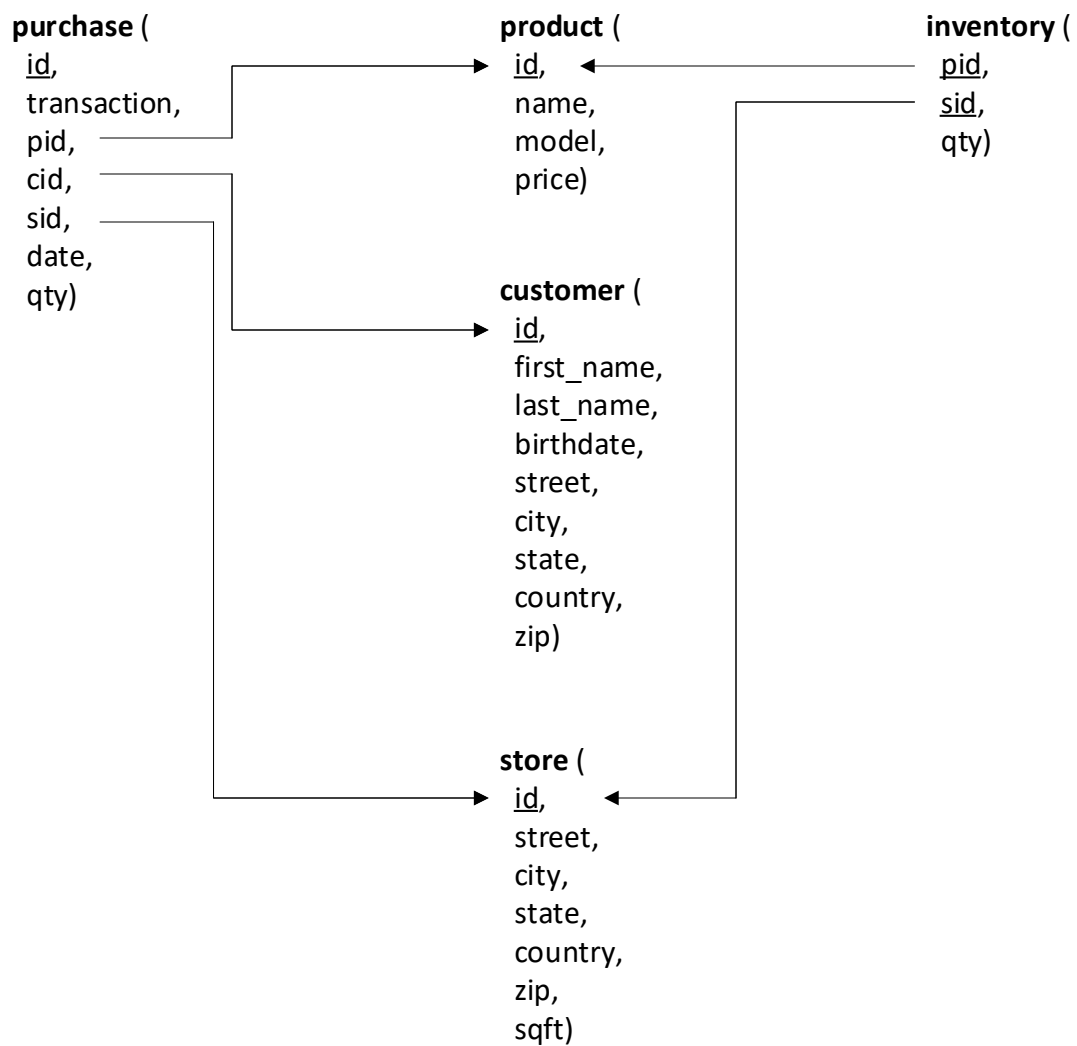 purchase (
id,
transaction,
pid,
cid,
sid,
date,
qty)
product (
id,
name,
model,
price)
customer (
id,
first_name,
last_name,
birthdate,
street,
city,
state,
country,
zip)
store (
id,
street,
city,
state,
country,
zip,
sqft)
inventory (
pid,
sid,
qty)